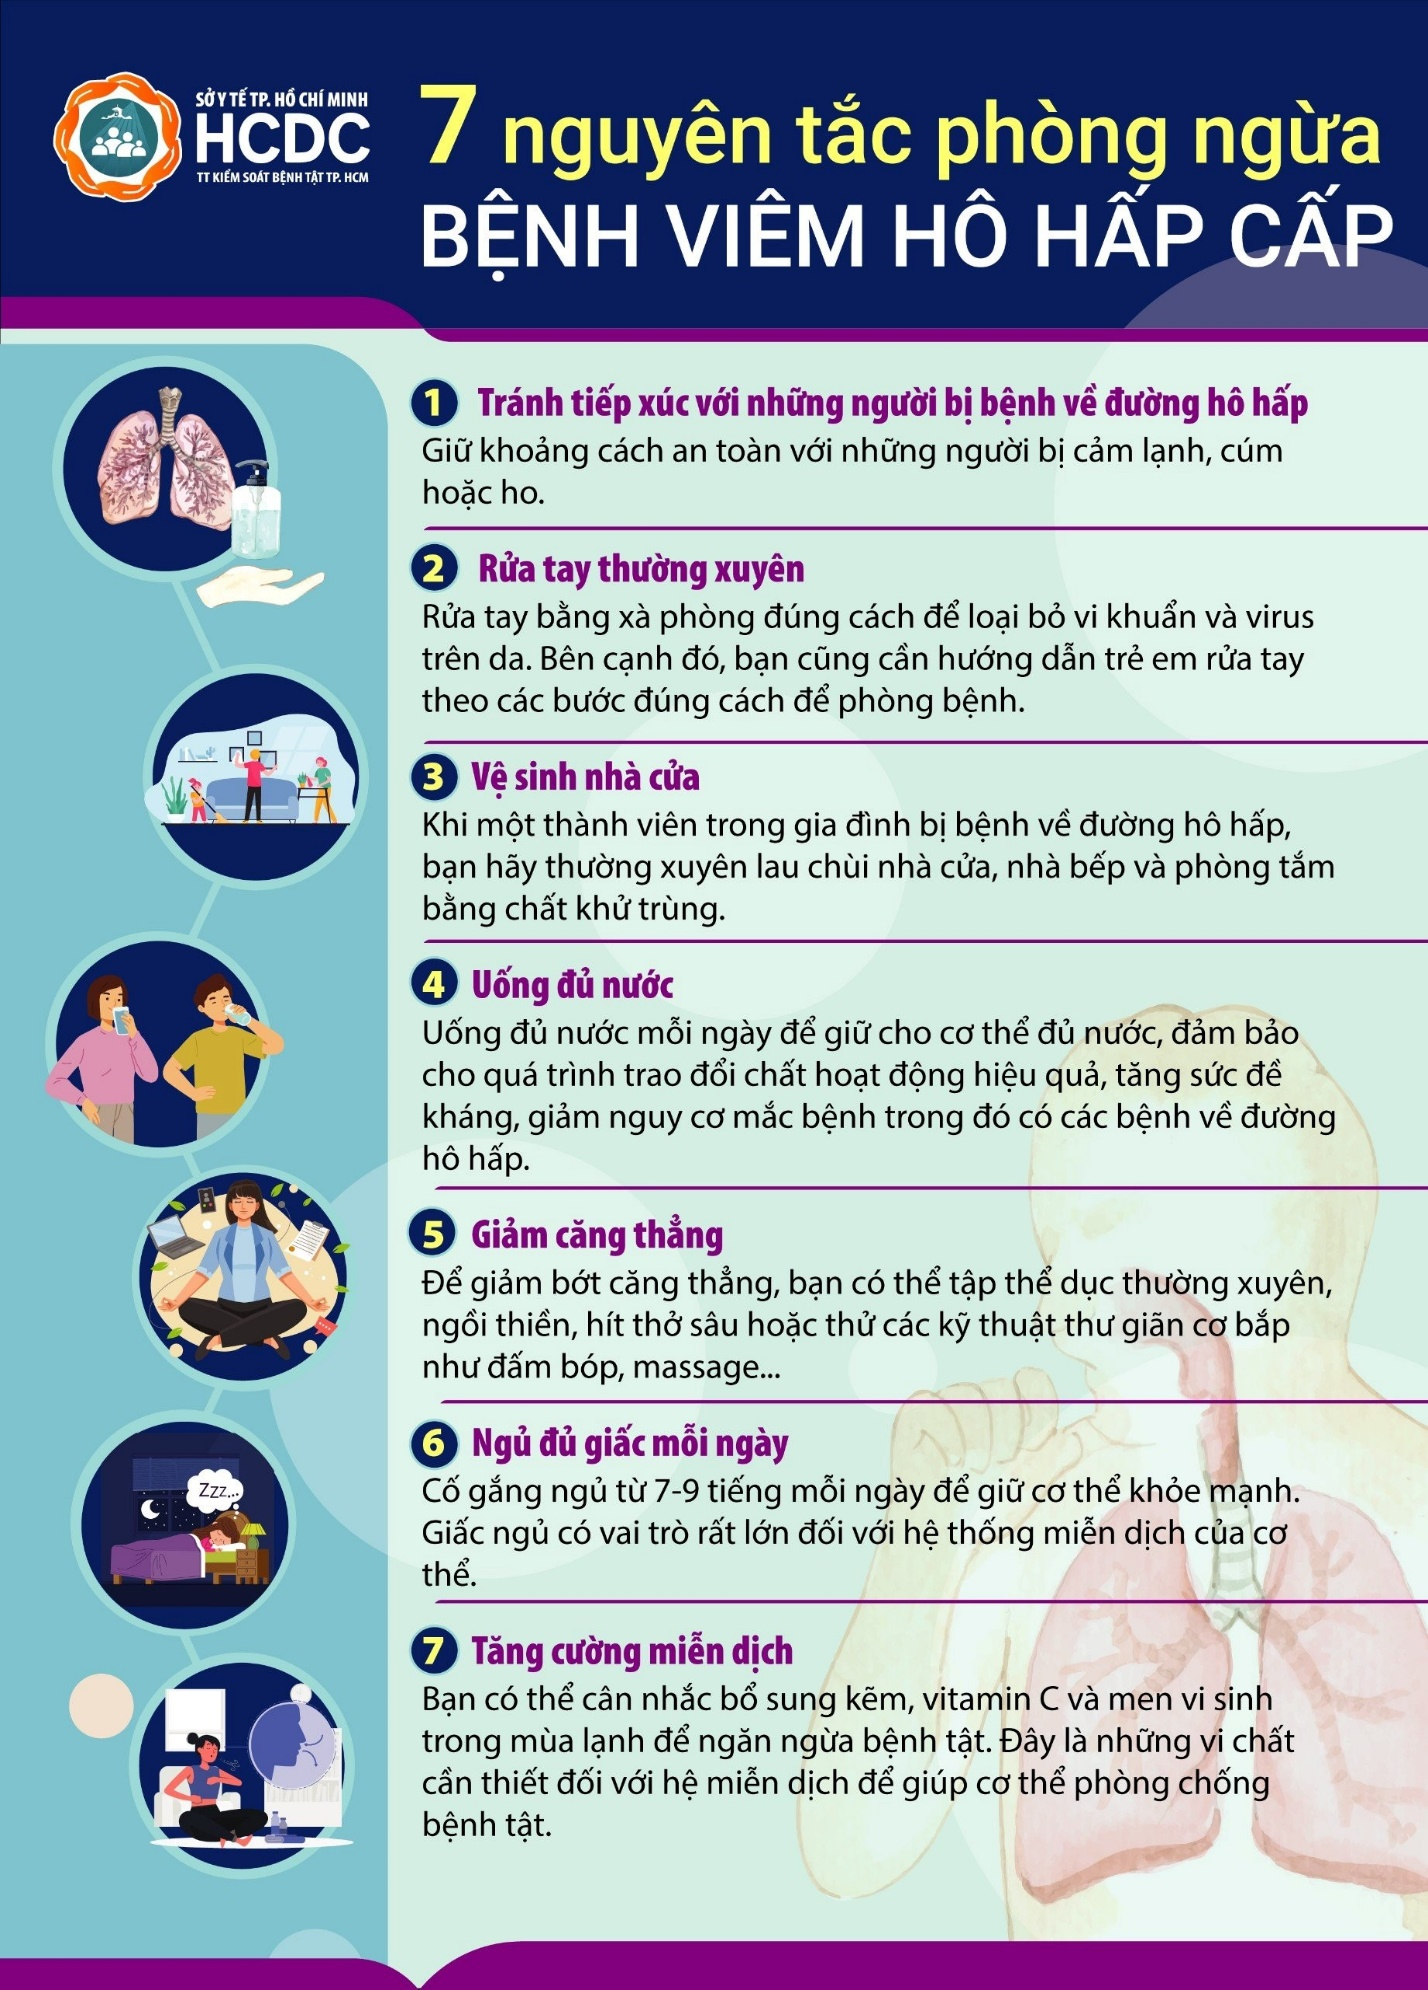 SỞ Y TẾ TP. HỒ CHÍ MINH
HCDC
TT KIỂM SOÁT BỆNH TẬT TP. HCM
7 nguyên tắc phòng ngừa
BỆNH VIÊM HÔ HẤP CẤP
1 Tránh tiếp xúc với những người bị bệnh về đường hô hấp
Giữ khoảng cách an toàn với những người bị cảm lạnh, cúm
hoặc ho.
2 Rửa tay thường xuyên
Rửa tay bằng xà phòng đúng cách để loại bỏ vi khuẩn và virus
trên da. Bên cạnh đó, bạn cũng cần hướng dẫn trẻ em rửa tay
theo các bước đúng cách để phòng bệnh.
3 Vệ sinh nhà cửa
Khi một thành viên trong gia đình bị bệnh về đường hô hấp,
bạn hãy thường xuyên lau chùi nhà cửa, nhà bếp và phòng tắm
bằng chất khử trùng.
4 Uống đủ nước
Uống đủ nước mỗi ngày để giữ cho cơ thể đủ nước, đảm bảo
cho quá trình trao đổi chất hoạt động hiệu quả, tăng sức đề
kháng, giảm nguy cơ mắc bệnh trong đó có các bệnh về đường
hô hấp.
5 Giảm căng thẳng
Để giảm bớt căng thẳng, bạn có thể tập thể dục thường xuyên,
ngồi thiền, hít thở sâu hoặc thử các kỹ thuật thư giãn cơ bắp
như đấm bóp, massage...
6 Ngủ đủ giấc mỗi ngày
Cố gắng ngủ từ 7-9 tiếng mỗi ngày để giữ cơ thể khỏe mạnh.
Giấc ngủ có vai trò rất lớn đối với hệ thống miễn dịch của cơ
thể.
Zzz...
7 Tăng cường miễn dịch
Bạn có thể cân nhắc bổ sung kẽm, vitamin C và men vi sinh
trong mùa lạnh để ngăn ngừa bệnh tật. Đây là những vi chất
cần thiết đối với hệ miễn dịch để giúp cơ thể phòng chống
bệnh tật.